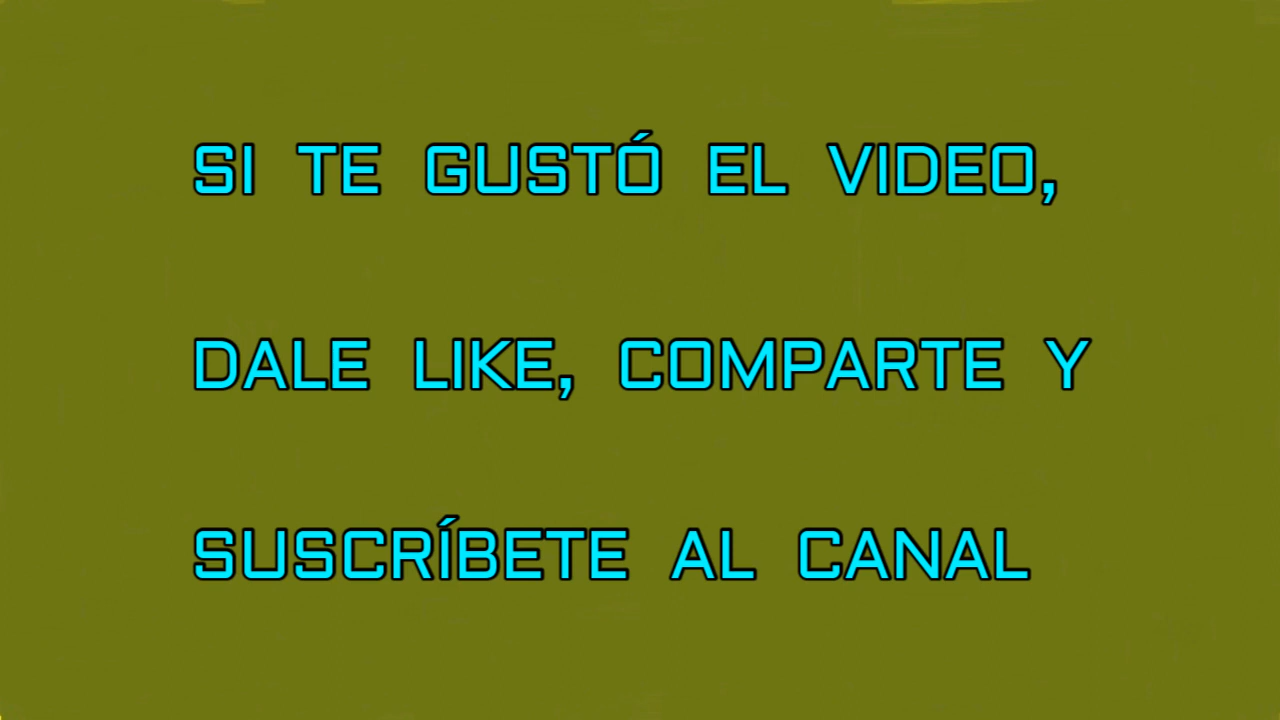 SI TE GUSTÓ EL VIDEO,
DALE LIKE, COMPARTE Y
SUSCRÍBETE AL CANAL